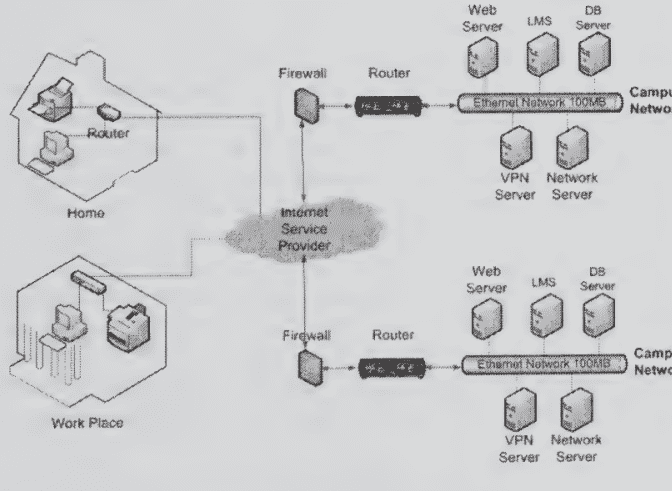 Web
Server
LMS
DB
Server
Firewall
Router
Ethernet Network 100MB
Campu
Netwo
VPN
Server
Network
Server
Router
Home
Internet
Service
Provider
Work Place
Web
Server
LMS
DB
Server
Firewall
Router
Ethernet Network 100MB
Campu
Netwo
VPN
Server
Network
Server